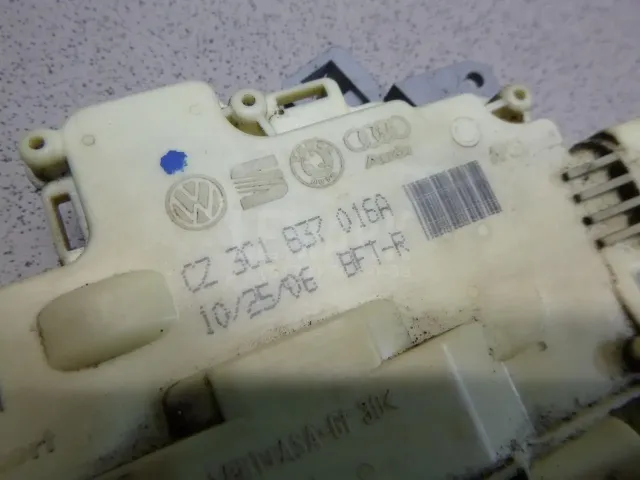 Audi
CZ 3C1 837 016A
10/25/06 BFT-R